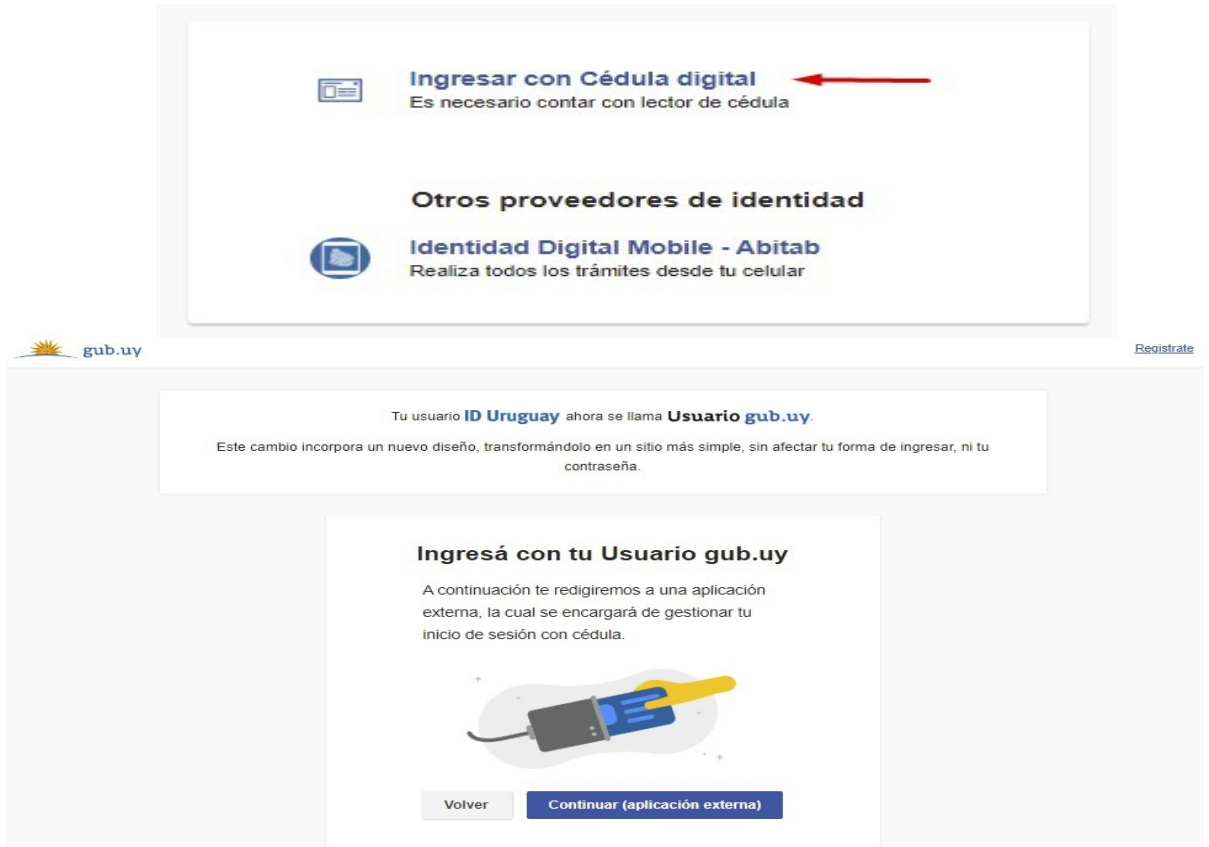 Ingresar con Cédula digital
Es necesario contar con lector de cédula
Otros proveedores de identidad
Identidad Digital Mobile - Abitab
Realiza todos los trámites desde tu celular
gub.uy
Registrate
Tu usuario ID Uruguay ahora se llama Usuario gub.uy.
Este cambio incorpora un nuevo diseño, transformándolo en un sitio más simple, sin afectar tu forma de ingresar, ni tu
contraseña.
Ingresá con tu Usuario gub.uy
A continuación te redigiremos a una aplicación
externa, la cual se encargará de gestionar tu
inicio de sesión con cédula.
Volver
Continuar (aplicación externa)